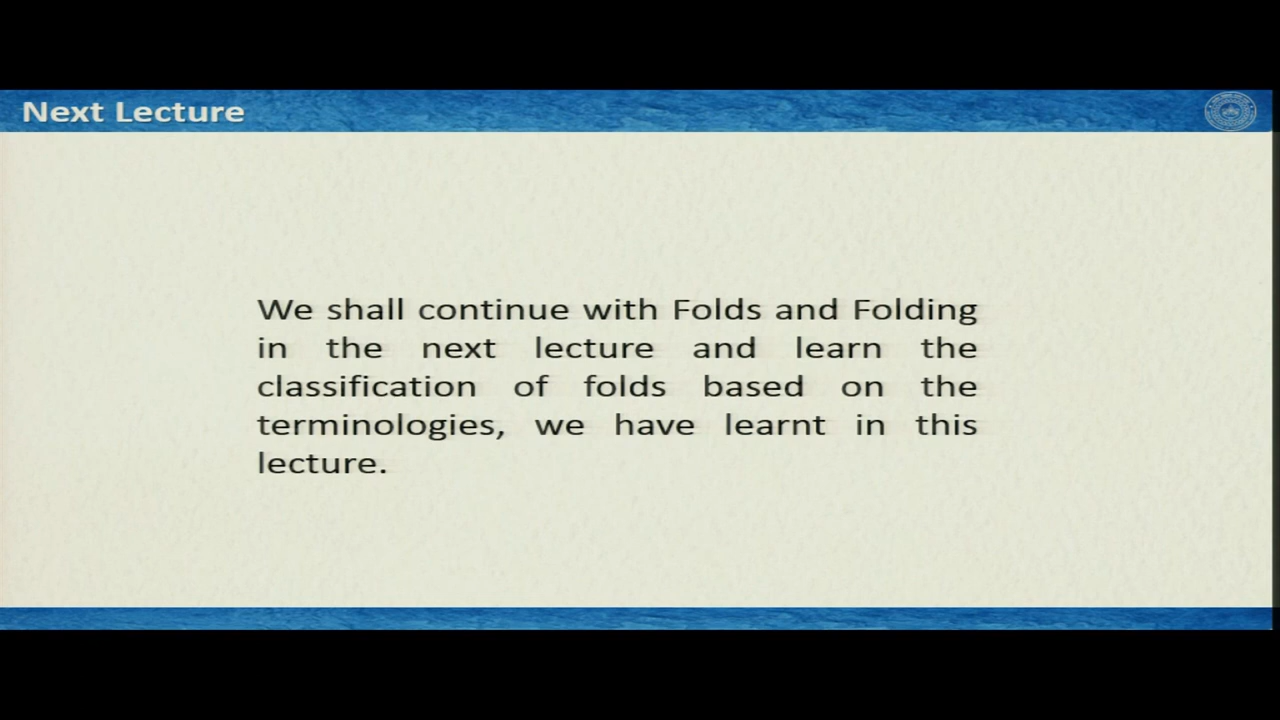 Next Lecture
We shall continue with Folds and Folding
in the next lecture and learn the
classification of folds based on the
terminologies, we have learnt in this
lecture.